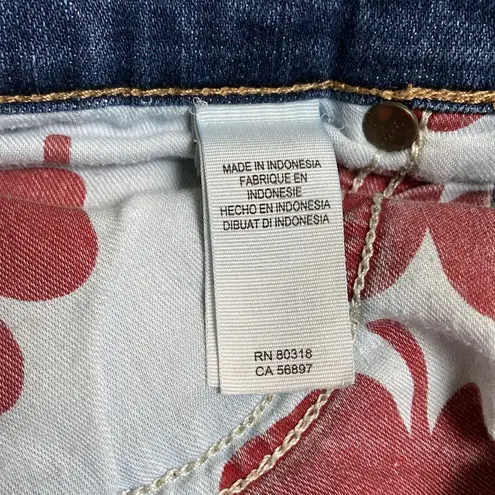 MADE IN INDONESIA
FABRIQUE EN
INDONESIE
HECHO EN INDONESIA
DIBUAT DI INDONESIA
RN 80318
CA 56897